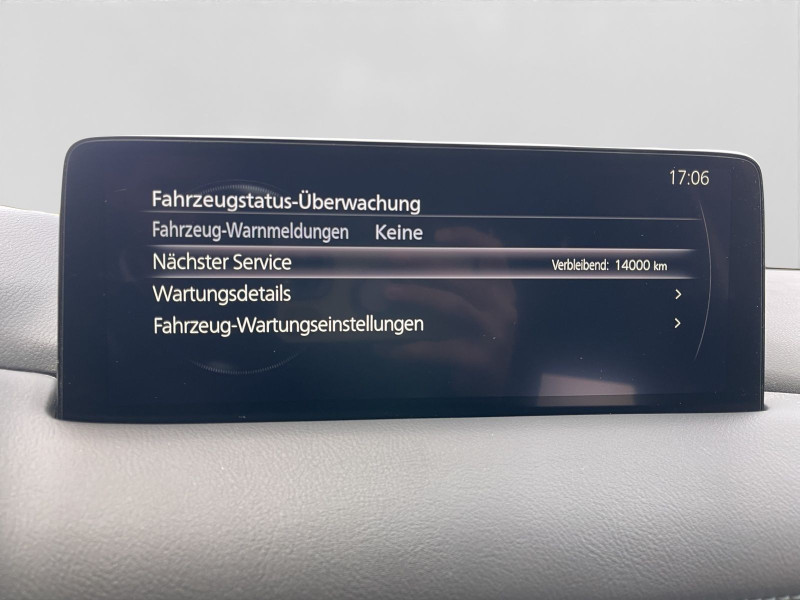 17:06
Fahrzeugstatus-Überwachung
Fahrzeug-Warnmeldungen Keine
Nächster Service Verbleibend: 14000 km
Wartungsdetails >
Fahrzeug-Wartungseinstellungen >